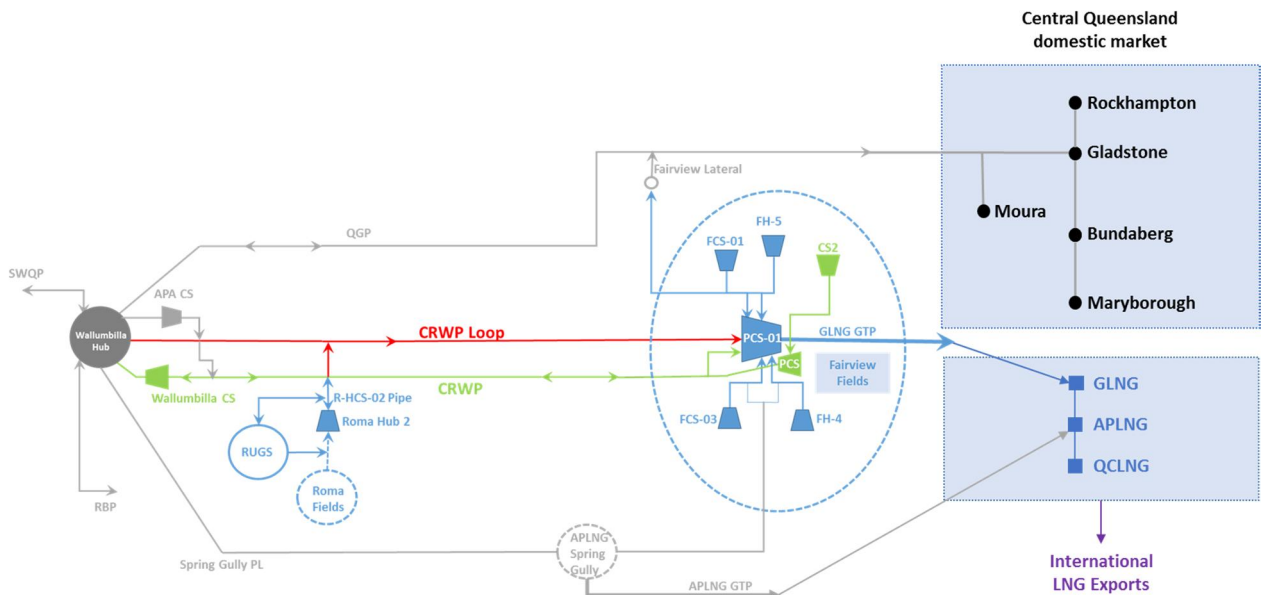 Central Queensland
domestic market
Rockhampton
Gladstone
Fairview Lateral
Moura
FH-5
FCS-01
CS2
QGP
Bundaberg
SWQP
APA CS
Maryborough
Wallumbilla
Hub
CRWP Loop
PCS-01
GLNG GTP
PCS
Fairview
Fields
CRWP
GLNG
Wallumbilla CS
R-HCS-02 Pipe
Roma Hub 2
FCS-03
FH-4
APLNG
RUGS
QCLNG
Roma
Fields
RBP
APLNG
Spring
Gully
Spring Gully PL
APLNG GTP
International
LNG Exports